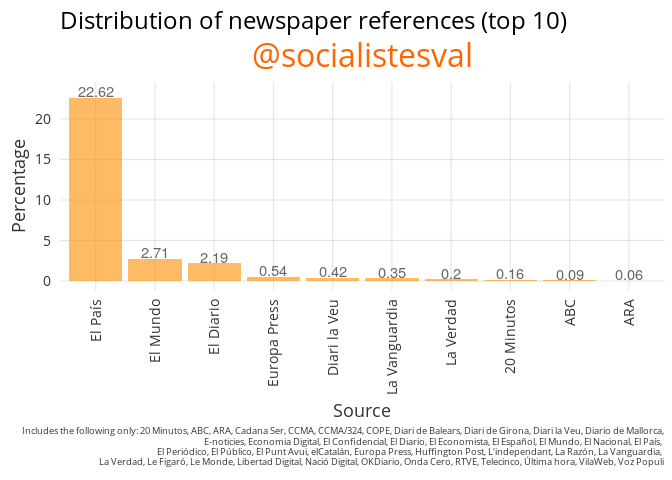 Distribution of newspaper references (top 10)
@socialistesval
Percentage
20
15
10
5
0
22.62
2.71
2.19
0.54
0.42
0.35
0.2
0.16
0.09
0.06
El País
El Mundo
El Diario
Europa Press
Diari la Veu
La Vanguardia
La Verdad
20 Minutos
ABC
ARA
Source
Includes the following only: 20 Minutos, ABC, ARA, Cadana Ser, CCMA, CCMA/324, COPE, Diari de Balears, Diari de Girona, Diari la Veu, Diario de Mallorca,
E-noticies, Economia Digital, El Confidencial, El Diario, El Economista, El Español, El Mundo, El Nacional, El País,
El Periódico, El Público, El Punt Avui, elCatalán, Europa Press, Huffington Post, L'independant, La Razón, La Vanguardia,
La Verdad, Le Figaró, Le Monde, Libertad Digital, Nació Digital, OKDiario, Onda Cero, RTVE, Telecinco, Última hora, VilaWeb, Voz Populi